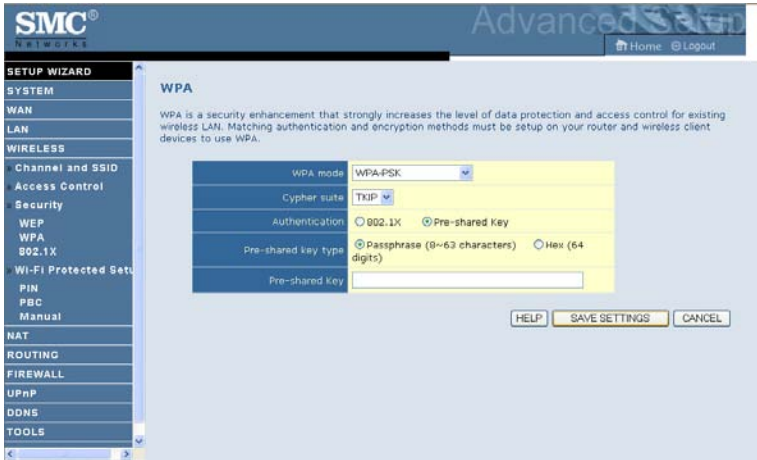 SMC®
Networks
Advanced Setup
Home Logout
SETUP WIZARD
SYSTEM
WAN
LAN
WIRELESS
Channel and SSID
Access Control
Security
WEP
WPA
802.1X
Wi-Fi Protected Setu
PIN
PBC
Manual
NAT
ROUTING
FIREWALL
UPnP
DDNS
TOOLS
WPA
WPA is a security enhancement that strongly increases the level of data protection and access control for existing
wireless LAN. Matching authentication and encryption methods must be setup on your router and wireless client
devices to use WPA.
WPA mode WPA-PSK
Cypher suite TKIP
Authentication 802.1X Pre-shared Key
Pre-shared key type Passphrase (8~63 characters) Hex (64
digits)
Pre-shared Key
HELP SAVE SETTINGS CANCEL